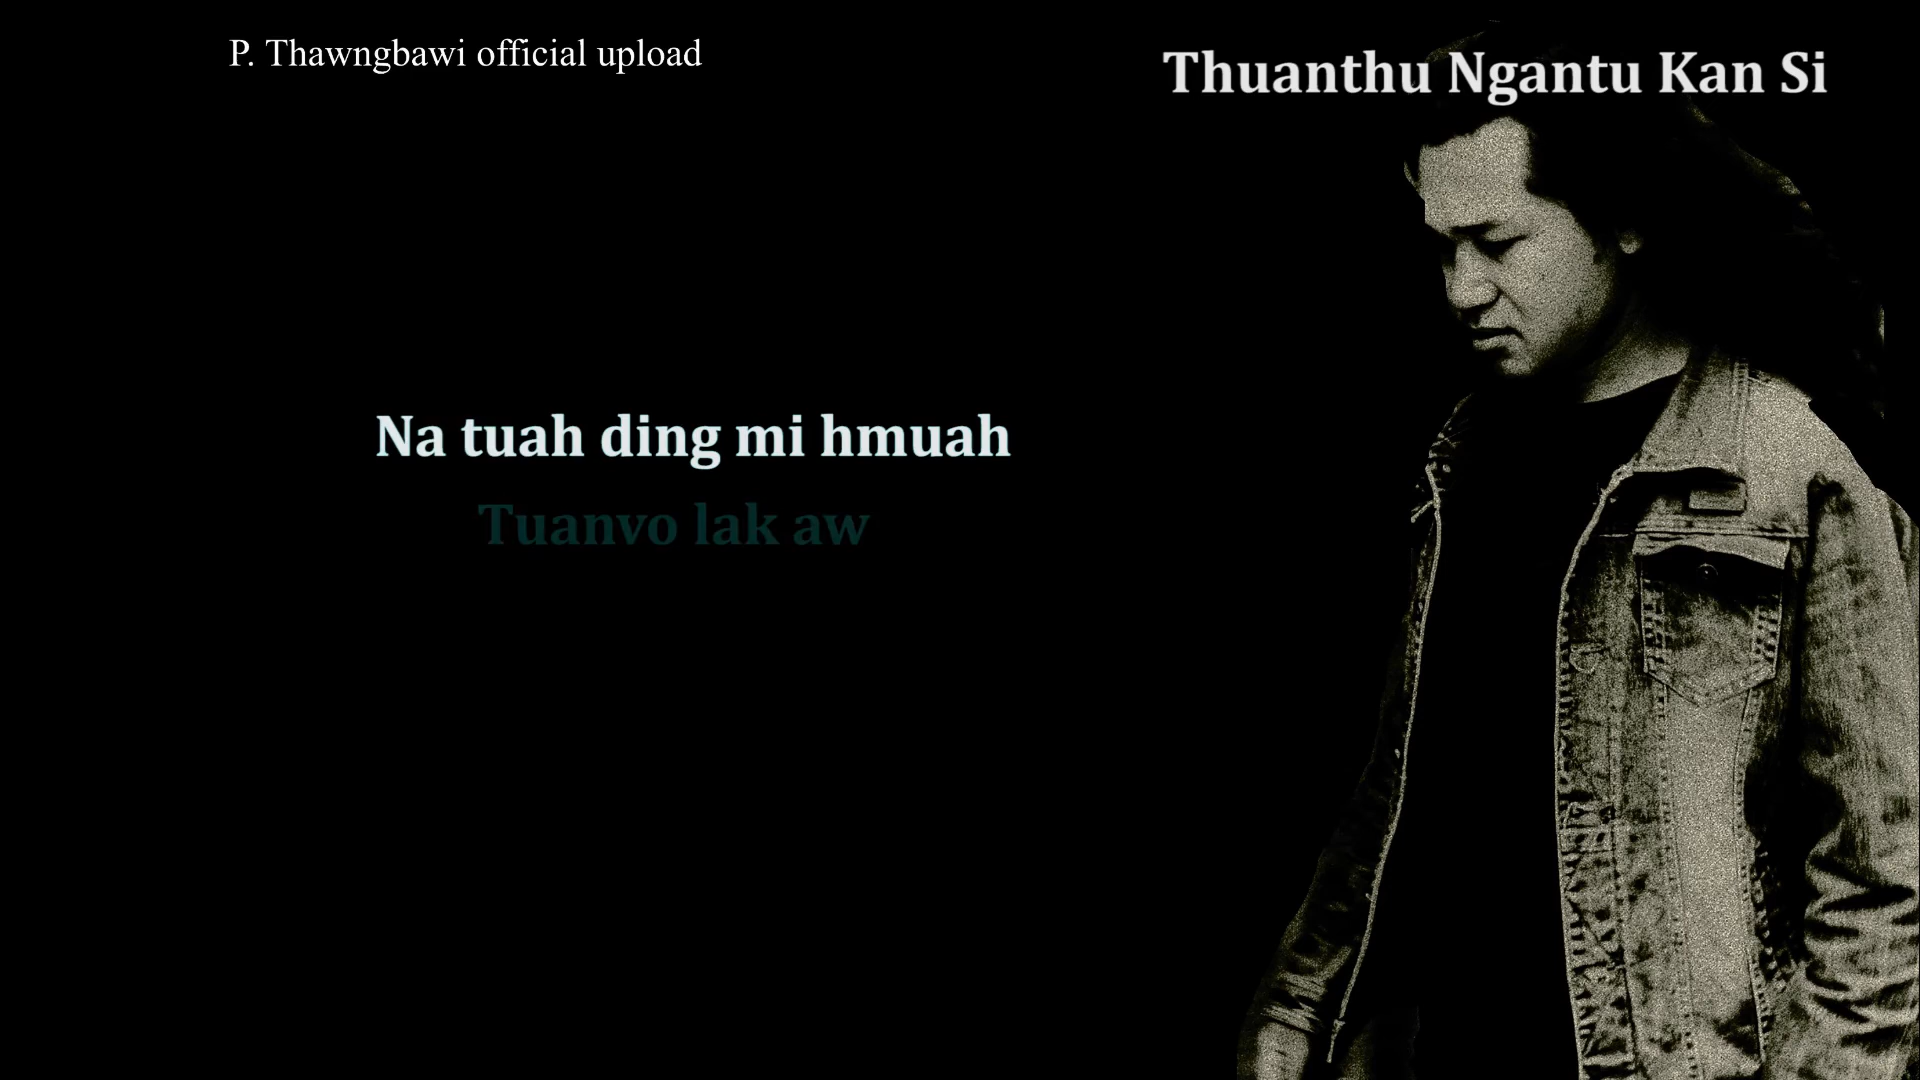 P. Thawngbawi official upload
Thuanthu Ngantu Kan Si
Na tuah ding mi hmuah
Tuanvo lak aw